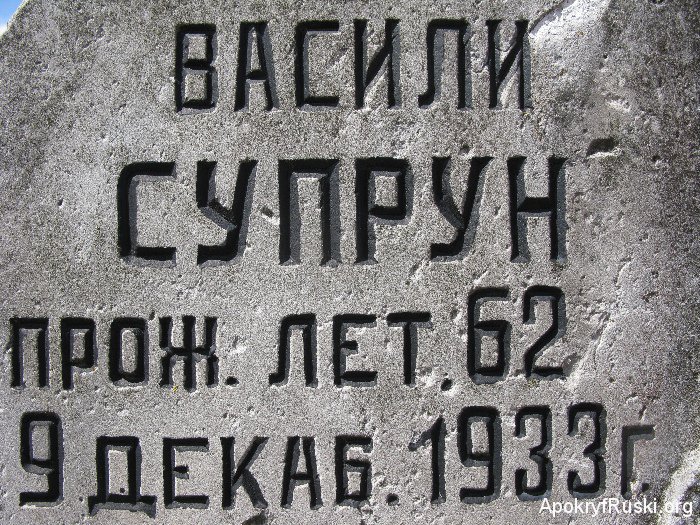 ВАСИЛИ
СУПРУН
ПРОЖ. ЛЕТ. 62
9. ДЕКАБ. 1933 Г.
ApokryfRuski.org